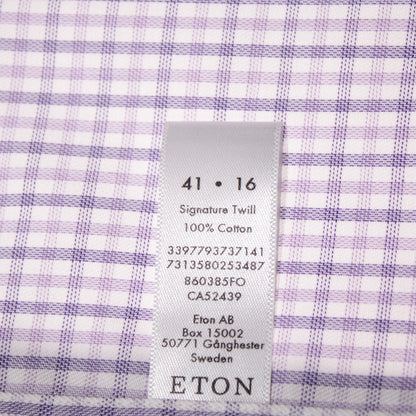 41 • 16
Signature Twill
100% Cotton
3397793737141
7313580253487
860385FO
CA52439
Eton AB
Box 15002
50771 Gånghester
Sweden
ETON